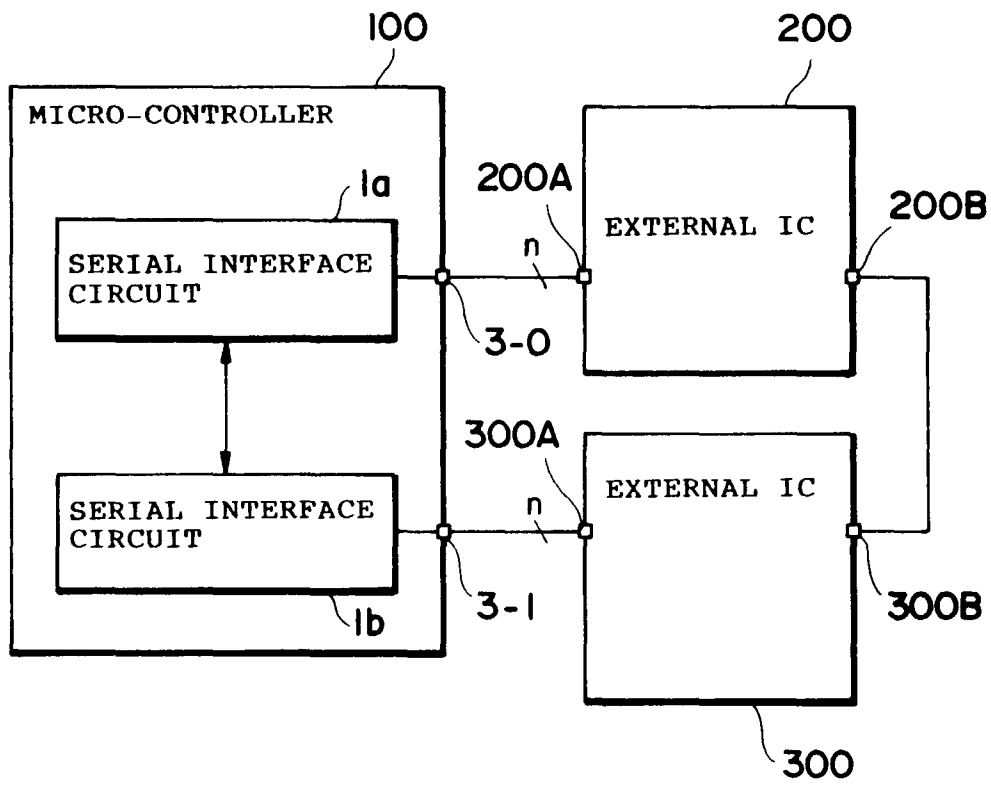 100
200
MICRO-CONTROLLER
1a
200A
200B
SERIAL INTERFACE
CIRCUIT
n
EXTERNAL IC
3-0
300A
SERIAL INTERFACE
CIRCUIT
n
EXTERNAL IC
3-1
300B
1b
300